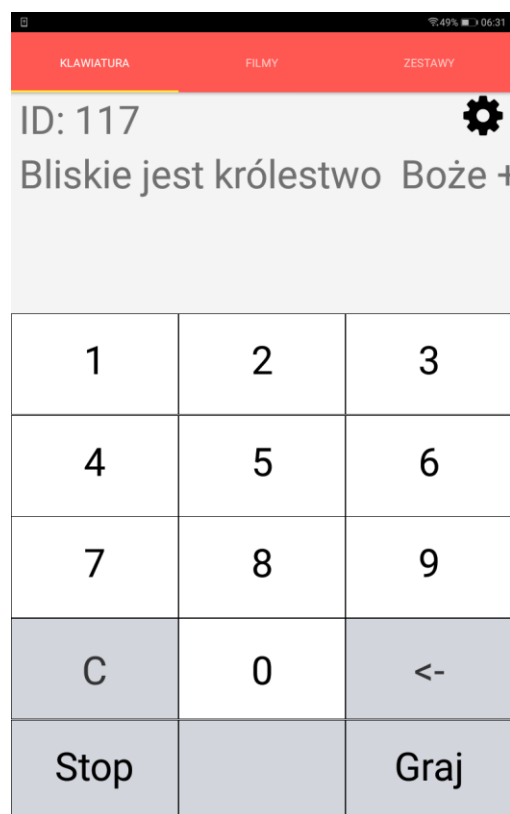 49% 06:31
KLAWIATURA FILMY ZESTAWY
ID: 117
Bliskie jest królestwo Boże +
1 2 3
4 5 6
7 8 9
C 0 <-
Stop Graj